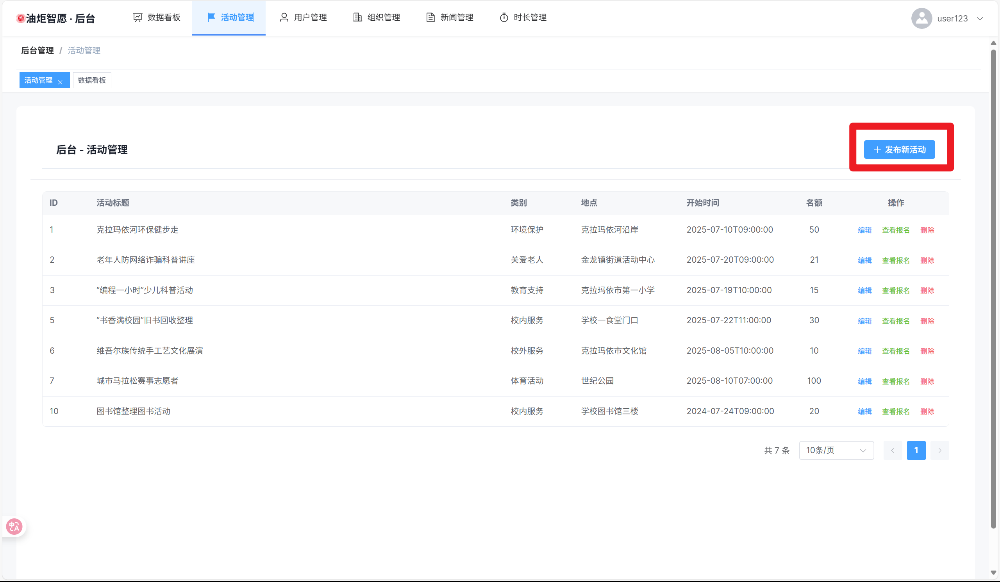 油炬智愿 · 后台 数据看板 活动管理 用户管理 组织管理 新闻管理 时长管理 user123
后台管理 / 活动管理
活动管理 × 数据看板
后台 - 活动管理 + 发布新活动
ID 活动标题 类别 地点 开始时间 名额 操作
1 克拉玛依河环保健步走 环境保护 克拉玛依河沿岸 2025-07-10T09:00:00 50 编辑 查看报名 删除
2 老年人防网络诈骗科普讲座 关爱老人 金龙镇街道活动中心 2025-07-20T09:00:00 21 编辑 查看报名 删除
3 “编程一小时”少儿科普活动 教育支持 克拉玛依市第一小学 2025-07-19T10:00:00 15 编辑 查看报名 删除
5 “书香满校园”旧书回收整理 校内服务 学校一食堂门口 2025-07-22T11:00:00 30 编辑 查看报名 删除
6 维吾尔族传统手工艺文化展演 校外服务 克拉玛依市文化馆 2025-08-05T10:00:00 10 编辑 查看报名 删除
7 城市马拉松赛事志愿者 体育活动 世纪公园 2025-08-10T07:00:00 100 编辑 查看报名 删除
10 图书馆整理图书活动 校内服务 学校图书馆三楼 2024-07-24T09:00:00 20 编辑 查看报名 删除
共 7 条 10条/页 1
中A